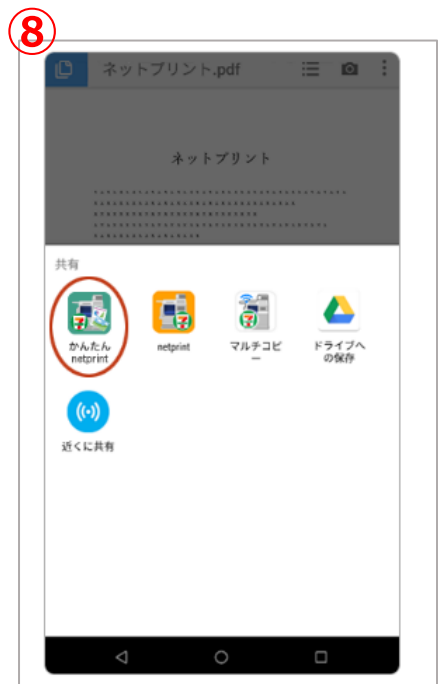 ⑧
ネットプリント.pdf
ネットプリント
共有
かんたん
netprint
netprint
マルチコピ
ー
ドライブへ
の保存
近くに共有